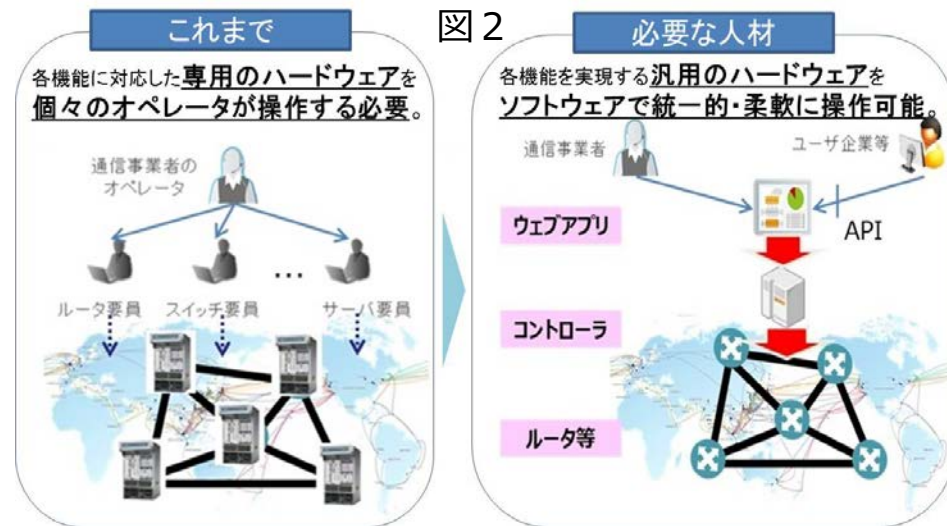 図２
これまで
各機能に対応した専用のハードウェアを
個々のオペレータが操作する必要。
通信事業者の
オペレータ
ルータ要員
スイッチ要員
・・・
サーバ要員
必要な人材
各機能を実現する汎用のハードウェアを
ソフトウェアで統一的・柔軟に操作可能。
通信事業者
ユーザ企業等
ウェブアプリ
API
コントローラ
ルータ等